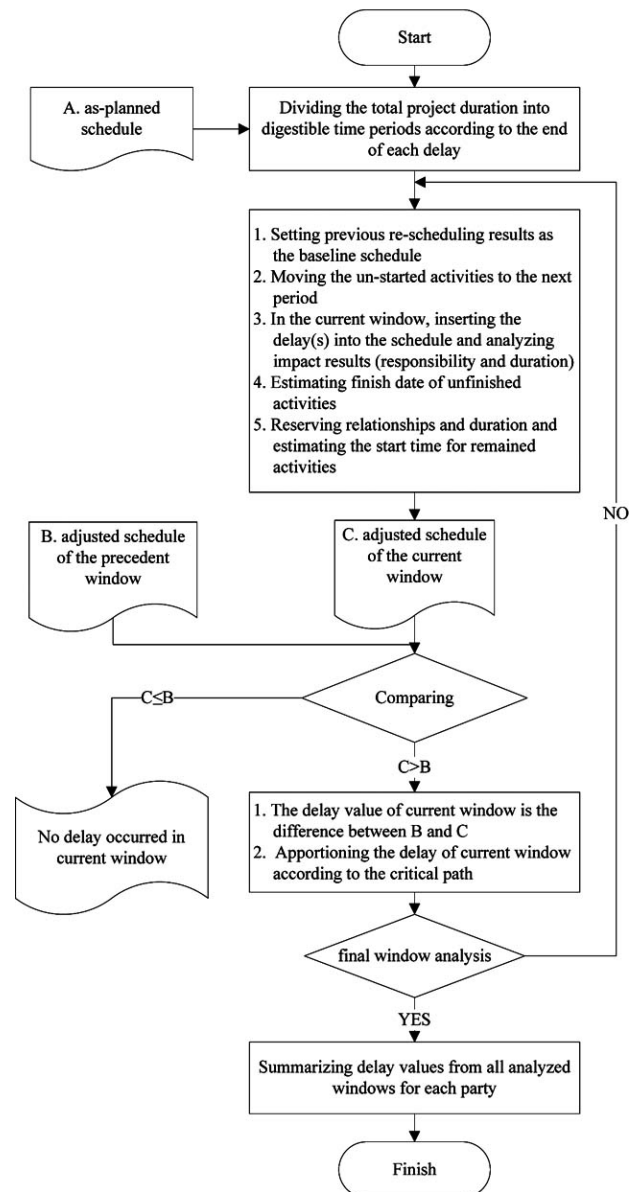 Start
A. as-planned
schedule
Dividing the total project duration into
digestible time periods according to the end
of each delay
1. Setting previous re-scheduling results as
the baseline schedule
2. Moving the un-started activities to the next
period
3. In the current window, inserting the
delay(s) into the schedule and analyzing
impact results (responsibility and duration)
4. Estimating finish date of unfinished
activities
5. Reserving relationships and duration and
estimating the start time for remained
activities
NO
B. adjusted schedule
of the precedent
window
C. adjusted schedule
of the current
window
Comparing
C≤B
C>B
No delay occurred in
current window
1. The delay value of current window is the
difference between B and C
2. Apportioning the delay of current window
according to the critical path
final window analysis
YES
Summarizing delay values from all analyzed
windows for each party
Finish